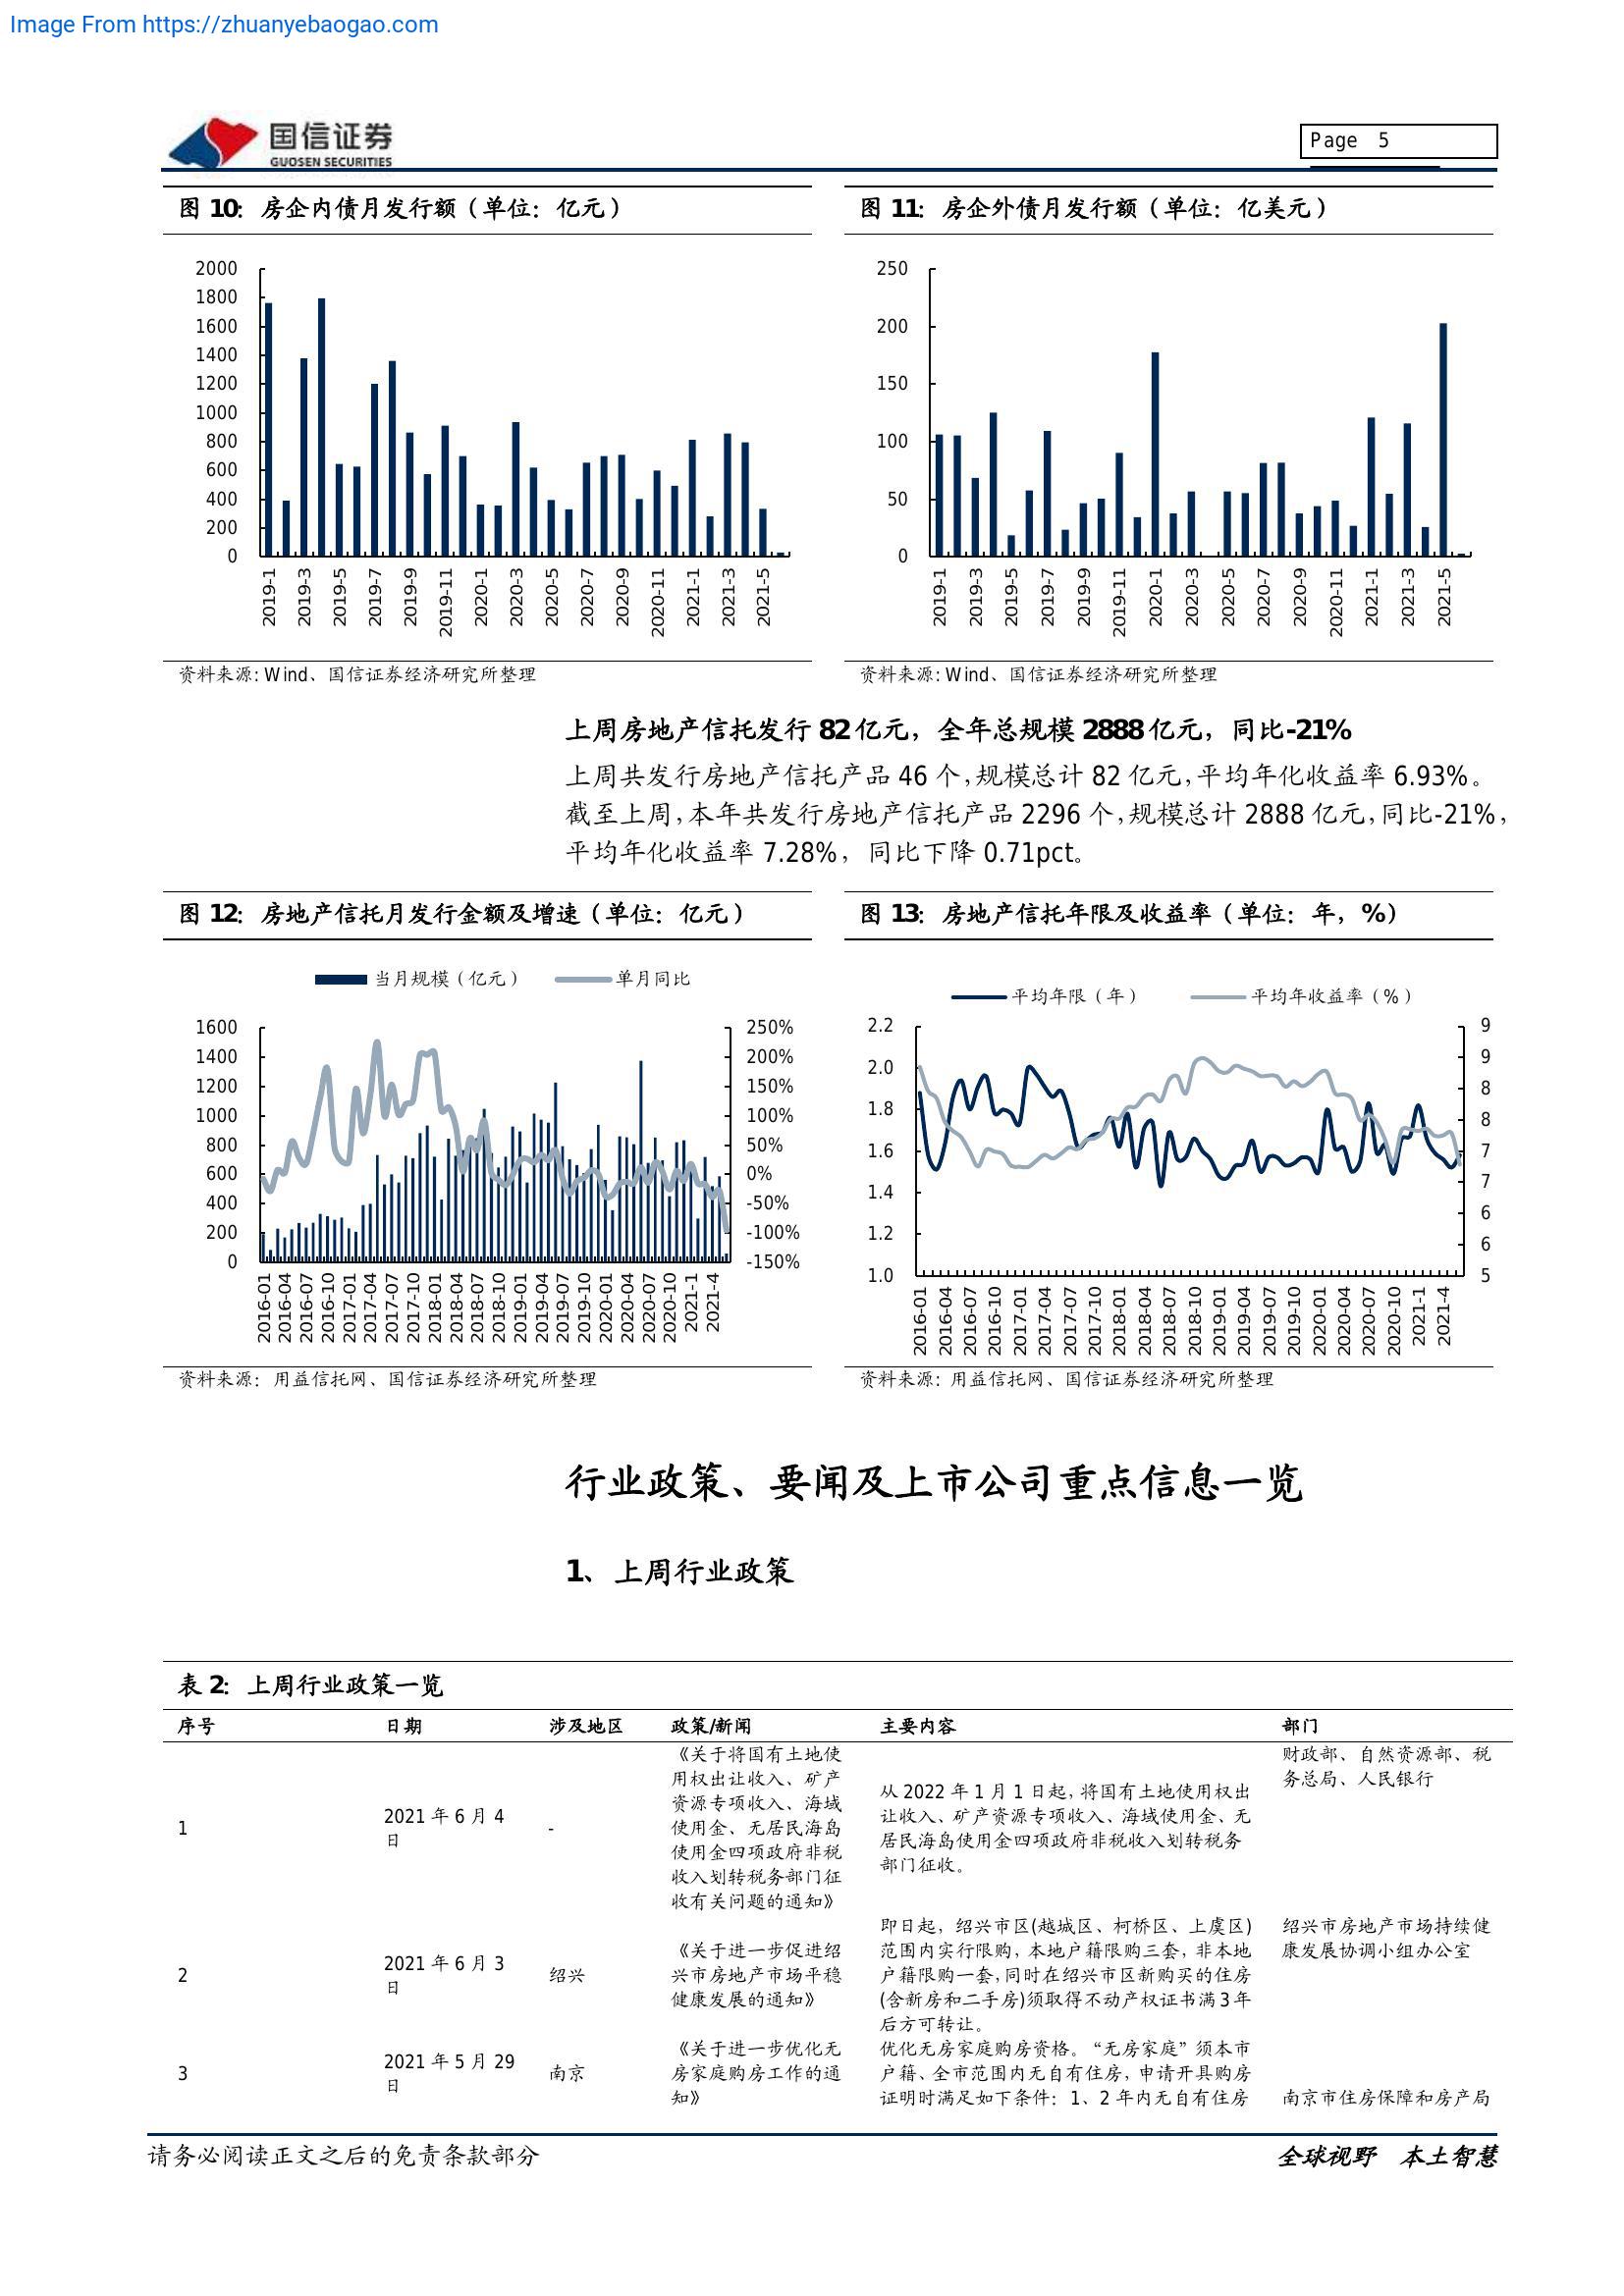 Image From https://zhuanyebaogao.com
国信证券
GUOSEN SECURITIES
Page 5
图 10：房企内债月发行额（单位：亿元）
2000
1800
1600
1400
1200
1000
800
600
400
200
0
2019-1
2019-3
2019-5
2019-7
2019-9
2019-11
2020-1
2020-3
2020-5
2020-7
2020-9
2020-11
2021-1
2021-3
2021-5
资料来源: Wind、国信证券经济研究所整理
图 11：房企外债月发行额（单位：亿美元）
250
200
150
100
50
0
2019-1
2019-3
2019-5
2019-7
2019-9
2019-11
2020-1
2020-3
2020-5
2020-7
2020-9
2020-11
2021-1
2021-3
2021-5
资料来源: Wind、国信证券经济研究所整理
上周房地产信托发行 82 亿元，全年总规模 2888 亿元，同比-21%
上周共发行房地产信托产品 46 个，规模总计 82 亿元，平均年化收益率 6.93%。
截至上周，本年共发行房地产信托产品 2296 个，规模总计 2888 亿元，同比-21%，
平均年化收益率 7.28%，同比下降 0.71pct。
图 12：房地产信托月发行金额及增速（单位：亿元）
当月规模（亿元）
单月同比
1600
1400
1200
1000
800
600
400
200
0
250%
200%
150%
100%
50%
0%
-50%
-100%
-150%
2016-01
2016-04
2016-07
2016-10
2017-01
2017-04
2017-07
2017-10
2018-01
2018-04
2018-07
2018-10
2019-01
2019-04
2019-07
2019-10
2020-01
2020-04
2020-07
2020-10
2021-1
2021-4
资料来源：用益信托网、国信证券经济研究所整理
图 13：房地产信托年限及收益率（单位：年，%）
平均年限（年）
平均年收益率（%）
2.2
2.0
1.8
1.6
1.4
1.2
1.0
9
9
8
8
7
7
6
6
5
2016-01
2016-04
2016-07
2016-10
2017-01
2017-04
2017-07
2017-10
2018-01
2018-04
2018-07
2018-10
2019-01
2019-04
2019-07
2019-10
2020-01
2020-04
2020-07
2020-10
2021-1
2021-4
资料来源：用益信托网、国信证券经济研究所整理
行业政策、要闻及上市公司重点信息一览
1、上周行业政策
表 2：上周行业政策一览
序号 日期 涉及地区 政策/新闻 主要内容 部门
1
2021 年 6 月 4
日
-
《关于将国有土地使
用权出让收入、矿产
资源专项收入、海域
使用金、无居民海岛
使用金四项政府非税
收入划转税务部门征
收有关问题的通知》
从 2022 年 1 月 1 日起，将国有土地使用权出
让收入、矿产资源专项收入、海域使用金、无
居民海岛使用金四项政府非税收入划转税务
部门征收。
财政部、自然资源部、税
务总局、人民银行
2
2021 年 6 月 3
日
绍兴
《关于进一步促进绍
兴市房地产市场平稳
健康发展的通知》
即日起，绍兴市区(越城区、柯桥区、上虞区)
范围内实行限购，本地户籍限购三套，非本地
户籍限购一套，同时在绍兴市区新购买的住房
(含新房和二手房)须取得不动产权证书满 3 年
后方可转让。
绍兴市房地产市场持续健
康发展协调小组办公室
3
2021 年 5 月 29
日
南京
《关于进一步优化无
房家庭购房工作的通
知》
优化无房家庭购房资格。“无房家庭”须本市
户籍、全市范围内无自有住房，申请开具购房
证明时满足如下条件：1、2 年内无自有住房
南京市住房保障和房产局
请务必阅读正文之后的免责条款部分
全球视野 本土智慧